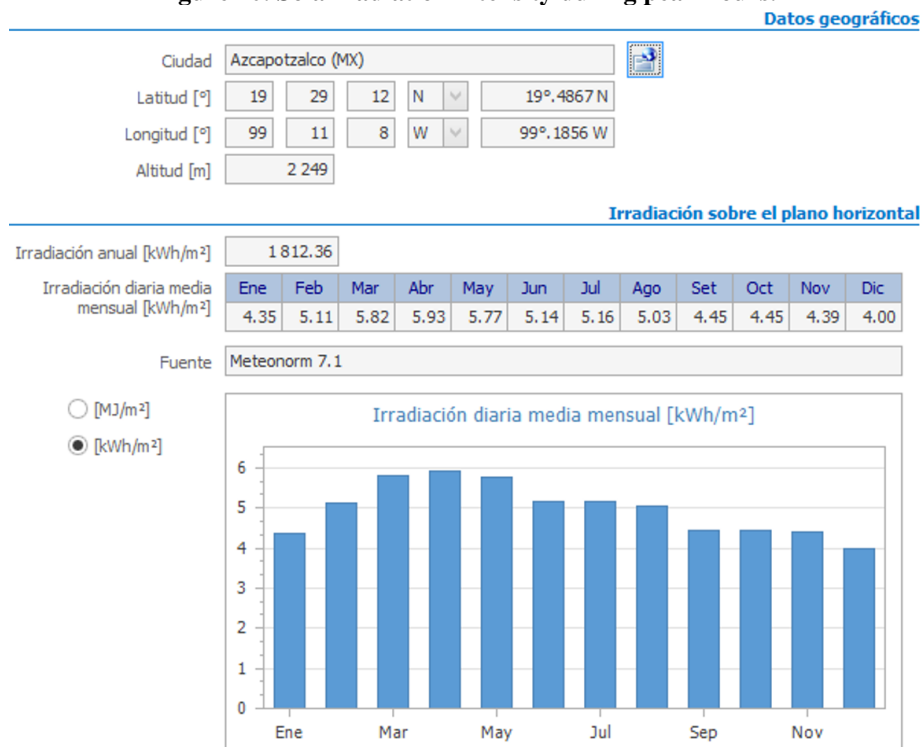 Datos geográficos
Ciudad Azcapotzalco (MX)
Latitud [º] 19 29 12 N 19º.4867 N
Longitud [º] 99 11 8 W 99º.1856 W
Altitud [m] 2 249
Irradiación sobre el plano horizontal
Irradiación anual [kWh/m²] 1 812.36
Irradiación diaria media mensual [kWh/m²]
Ene Feb Mar Abr May Jun Jul Ago Set Oct Nov Dic
4.35 5.11 5.82 5.93 5.77 5.14 5.16 5.03 4.45 4.45 4.39 4.00
Fuente Meteonorm 7.1
[MJ/m²]
[kWh/m²]
Irradiación diaria media mensual [kWh/m²]
6
5
4
3
2
1
0
Ene Mar May Jul Sep Nov